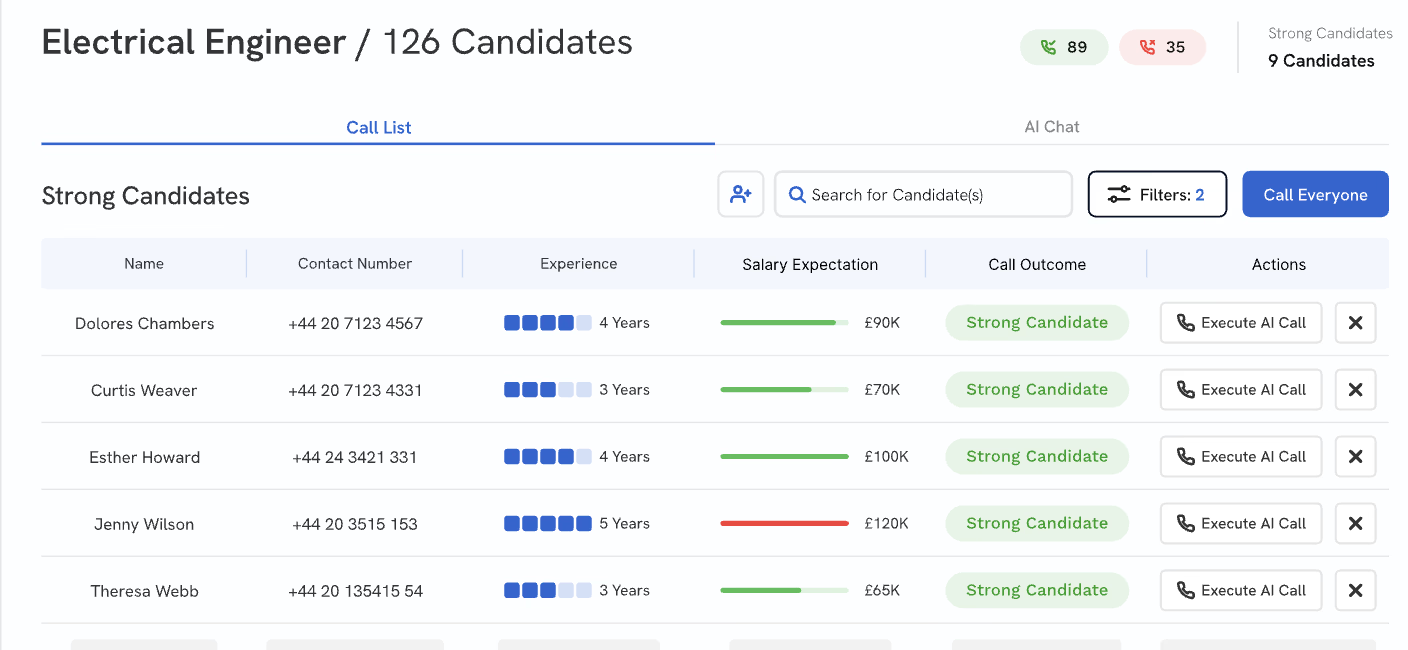 Electrical Engineer / 126 Candidates
89
35
Strong Candidates
9 Candidates
Call List
AI Chat
Strong Candidates
Search for Candidate(s)
Filters: 2
Call Everyone
Name
Contact Number
Experience
Salary Expectation
Call Outcome
Actions
Dolores Chambers
+44 20 7123 4567
4 Years
£90K
Strong Candidate
Execute AI Call
Curtis Weaver
+44 20 7123 4331
3 Years
£70K
Strong Candidate
Execute AI Call
Esther Howard
+44 24 3421 331
4 Years
£100K
Strong Candidate
Execute AI Call
Jenny Wilson
+44 20 3515 153
5 Years
£120K
Strong Candidate
Execute AI Call
Theresa Webb
+44 20 135415 54
3 Years
£65K
Strong Candidate
Execute AI Call